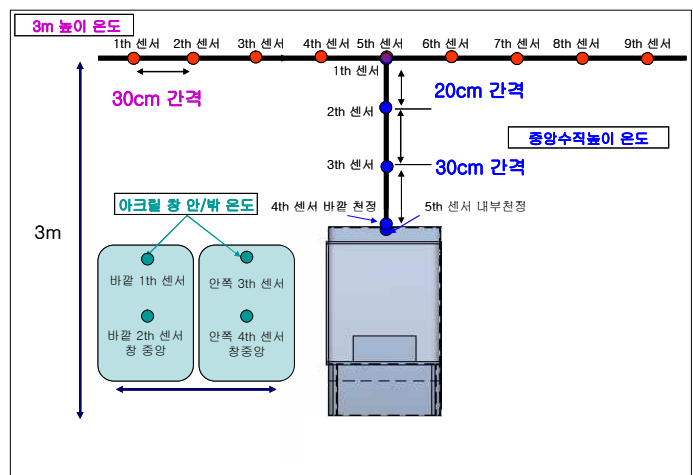 3m 높이 온도
1th 센서
2th 센서
3th 센서
4th 센서
5th 센서
6th 센서
7th 센서
8th 센서
9th 센서
1th 센서
30cm 간격
20cm 간격
2th 센서
중앙수직높이 온도
3th 센서
30cm 간격
아크릴 창 안/밖 온도
4th 센서 바깥 천정
5th 센서 내부천정
3m
바깥 1th 센서
안쪽 3th 센서
바깥 2th 센서
창 중앙
안쪽 4th 센서
창중앙